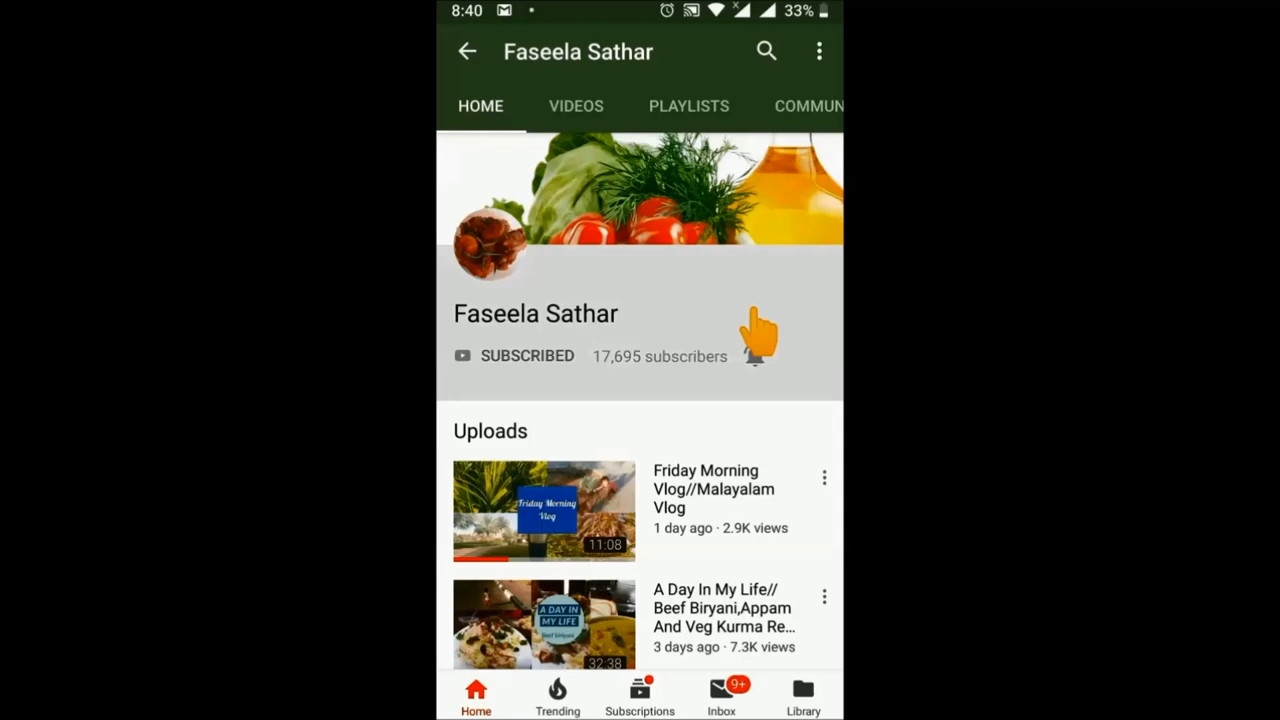 8:40
33%
Faseela Sathar
HOME VIDEOS PLAYLISTS COMMUN
Faseela Sathar
SUBSCRIBED 17,695 subscribers
Uploads
Friday Morning
Vlog
11:08
Friday Morning
Vlog//Malayalam
Vlog
1 day ago · 2.9K views
A DAY IN
MY LIFE
Beef biriyani
32:38
A Day In My Life//
Beef Biryani,Appam
And Veg Kurma Re...
3 days ago · 7.3K views
9+
Home Trending Subscriptions Inbox Library